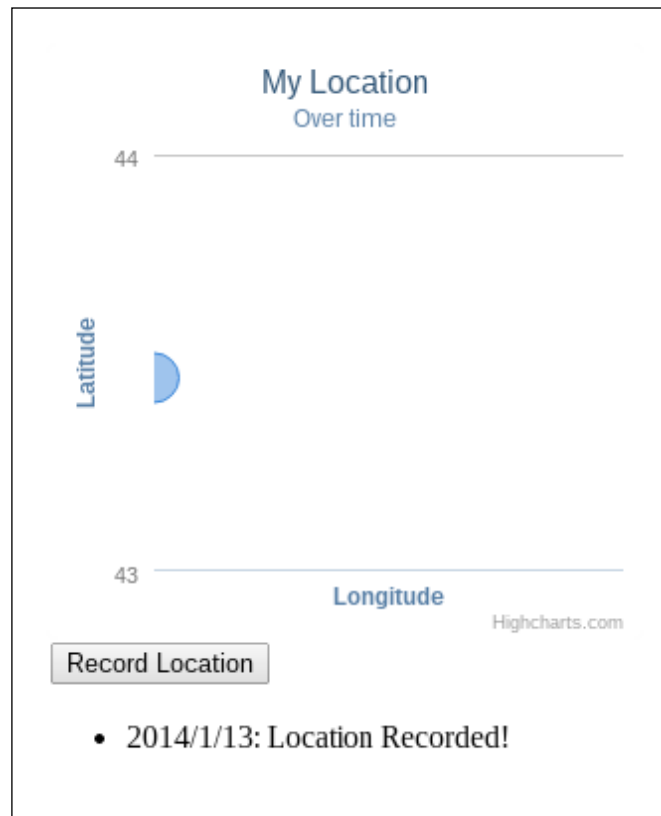 My Location
Over time
44
Latitude
43
Longitude
Highcharts.com
Record Location
• 2014/1/13: Location Recorded!